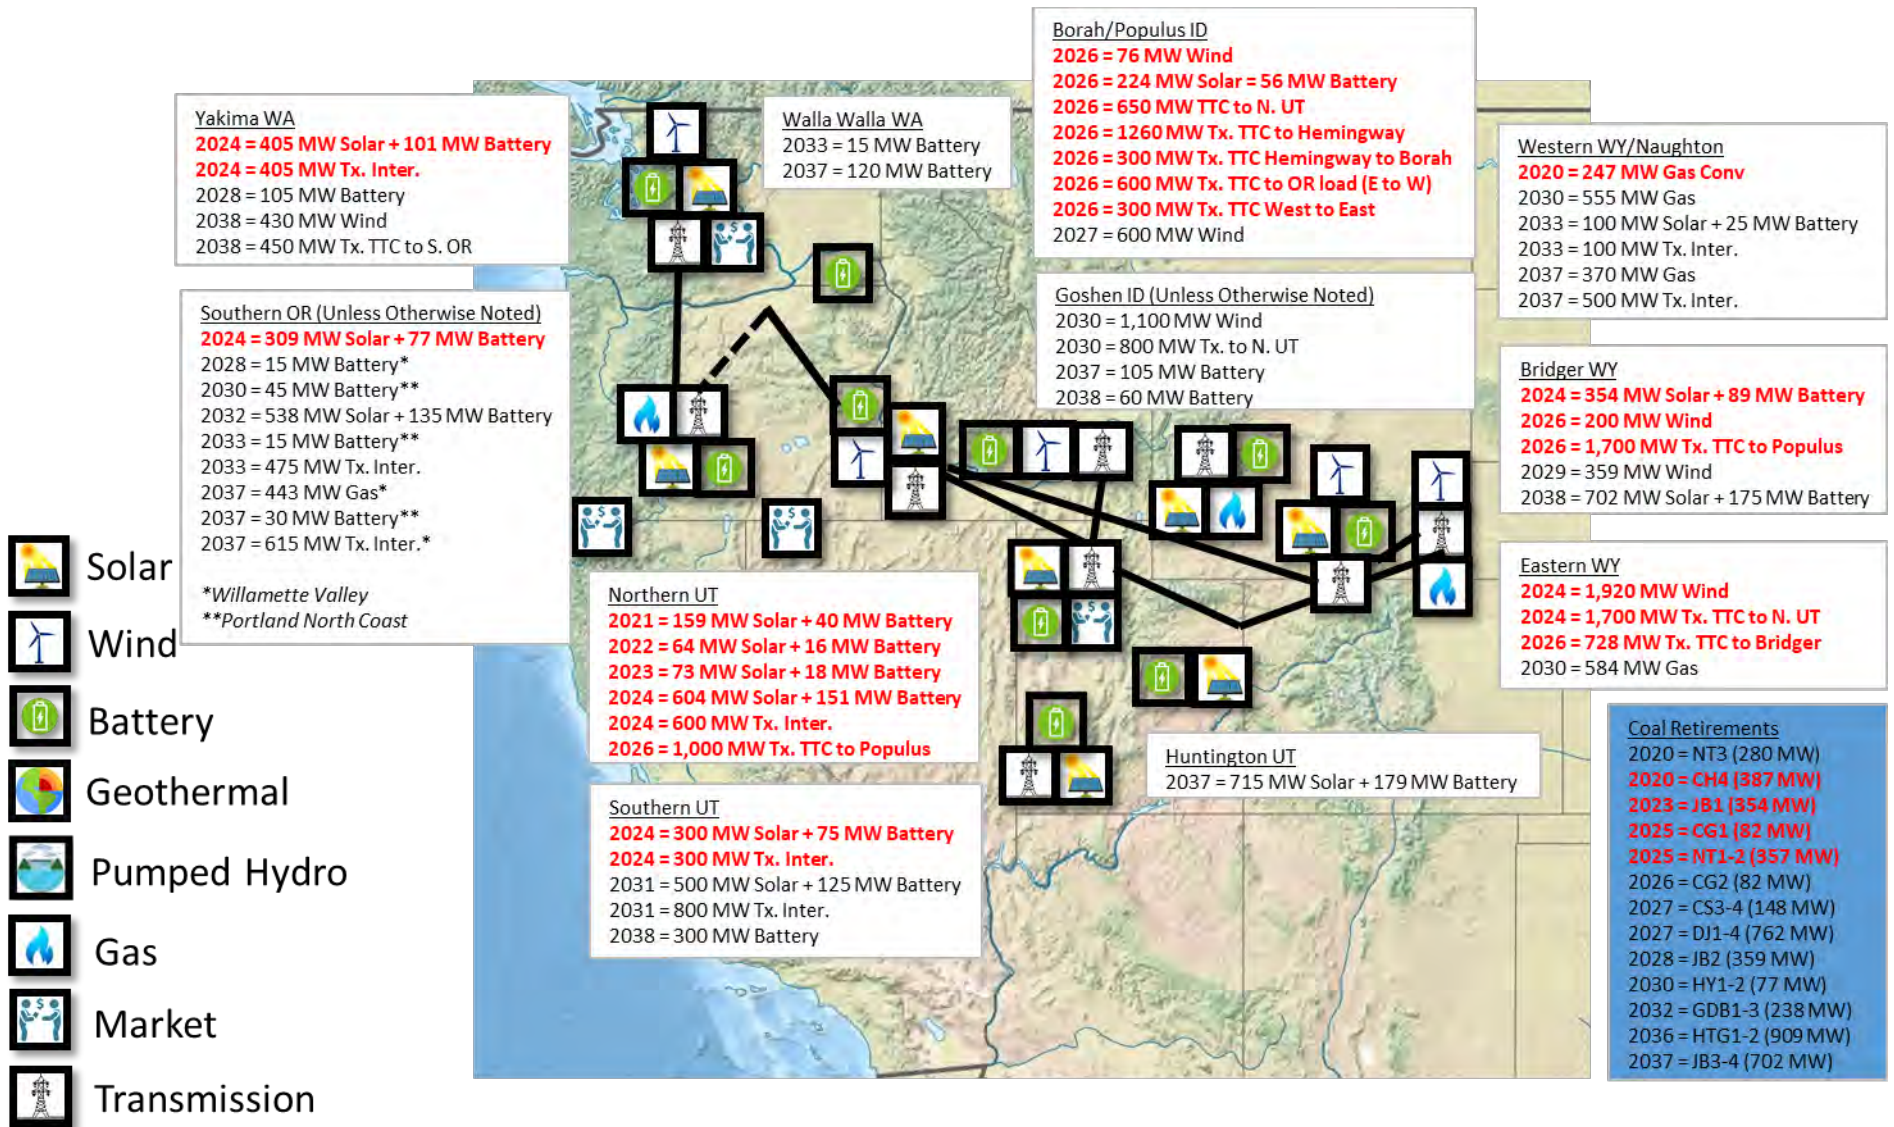 Yakima WA
2024 = 405 MW Solar + 101 MW Battery
2024 = 405 MW Tx. Inter.
2028 = 105 MW Battery
2038 = 430 MW Wind
2038 = 450 MW Tx. TTC to S. OR
Walla Walla WA
2033 = 15 MW Battery
2037 = 120 MW Battery
Borah/Populus ID
2026 = 76 MW Wind
2026 = 224 MW Solar = 56 MW Battery
2026 = 650 MW TTC to N. UT
2026 = 1260 MW Tx. TTC to Hemingway
2026 = 300 MW Tx. TTC Hemingway to Borah
2026 = 600 MW Tx. TTC to OR load (E to W)
2026 = 300 MW Tx. TTC West to East
2027 = 600 MW Wind
Western WY/Naughton
2020 = 247 MW Gas Conv
2030 = 555 MW Gas
2033 = 100 MW Solar + 25 MW Battery
2033 = 100 MW Tx. Inter.
2037 = 370 MW Gas
2037 = 500 MW Tx. Inter.
Southern OR (Unless Otherwise Noted)
2024 = 309 MW Solar + 77 MW Battery
2028 = 15 MW Battery*
2030 = 45 MW Battery**
2032 = 538 MW Solar + 135 MW Battery
2033 = 15 MW Battery**
2033 = 475 MW Tx. Inter.
2037 = 443 MW Gas*
2037 = 30 MW Battery**
2037 = 615 MW Tx. Inter.*
*Willamette Valley
**Portland North Coast
Goshen ID (Unless Otherwise Noted)
2030 = 1,100 MW Wind
2030 = 800 MW Tx. to N. UT
2037 = 105 MW Battery
2038 = 60 MW Battery
Bridger WY
2024 = 354 MW Solar + 89 MW Battery
2026 = 200 MW Wind
2026 = 1,700 MW Tx. TTC to Populus
2029 = 359 MW Wind
2038 = 702 MW Solar + 175 MW Battery
Northern UT
2021 = 159 MW Solar + 40 MW Battery
2022 = 64 MW Solar + 16 MW Battery
2023 = 73 MW Solar + 18 MW Battery
2024 = 604 MW Solar + 151 MW Battery
2024 = 600 MW Tx. Inter.
2026 = 1,000 MW Tx. TTC to Populus
Eastern WY
2024 = 1,920 MW Wind
2024 = 1,700 MW Tx. TTC to N. UT
2026 = 728 MW Tx. TTC to Bridger
2030 = 584 MW Gas
Southern UT
2024 = 300 MW Solar + 75 MW Battery
2024 = 300 MW Tx. Inter.
2031 = 500 MW Solar + 125 MW Battery
2031 = 800 MW Tx. Inter.
2038 = 300 MW Battery
Huntington UT
2037 = 715 MW Solar + 179 MW Battery
Coal Retirements
2020 = NT3 (280 MW)
2020 = CH4 (387 MW)
2023 = JB1 (354 MW)
2025 = CG1 (82 MW)
2025 = NT1-2 (357 MW)
2026 = CG2 (82 MW)
2027 = CS3-4 (148 MW)
2027 = DJ1-4 (762 MW)
2028 = JB2 (359 MW)
2030 = HY1-2 (77 MW)
2032 = GDB1-3 (238 MW)
2036 = HTG1-2 (909 MW)
2037 = JB3-4 (702 MW)
Solar
Wind
Battery
Geothermal
Pumped Hydro
Gas
Market
Transmission